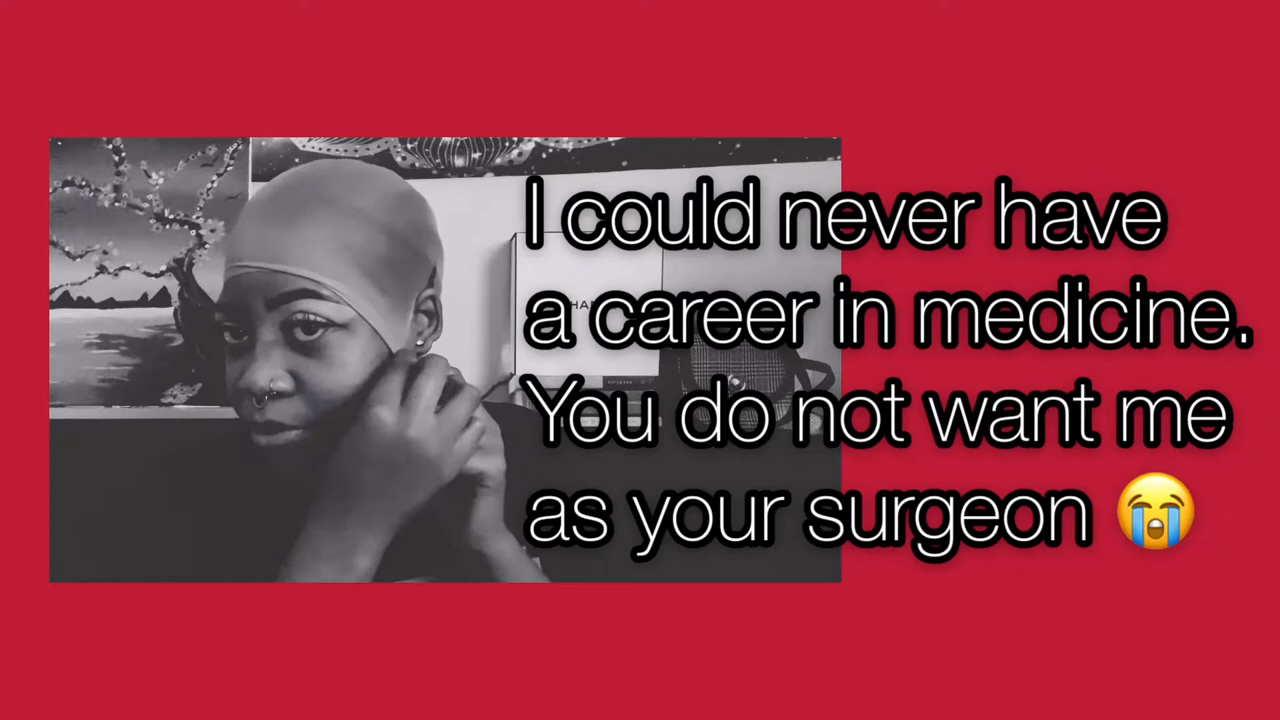 I could never have
a career in medicine.
You do not want me
as your surgeon 😭